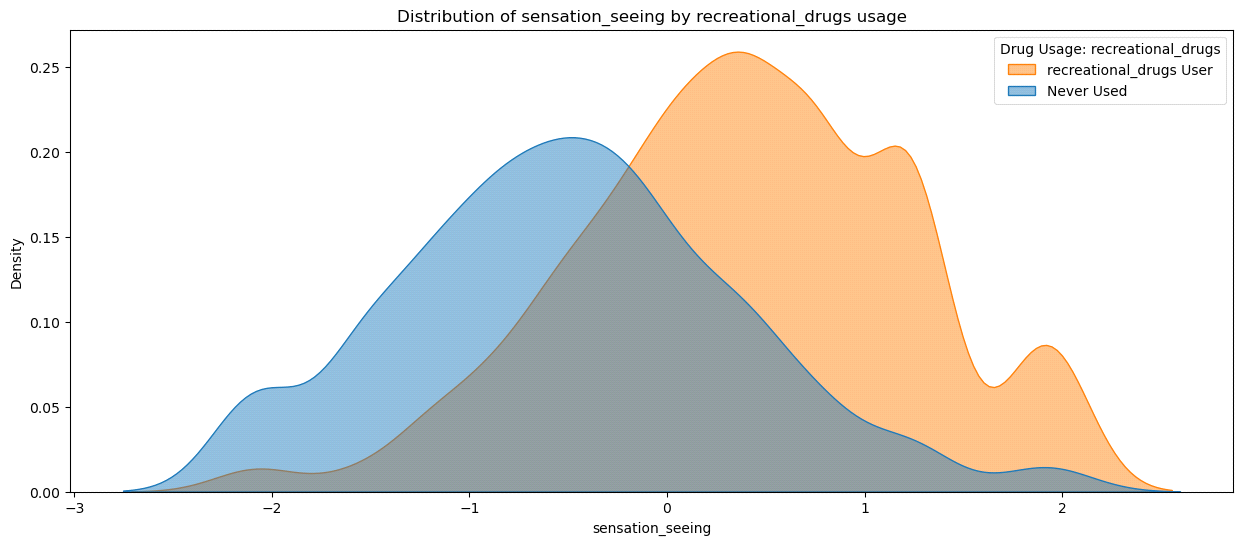 Distribution of sensation_seeing by recreational_drugs usage
Drug Usage: recreational_drugs
recreational_drugs User
Never Used
Density
0.25
0.20
0.15
0.10
0.05
0.00
−3
−2
−1
0
1
2
sensation_seeing